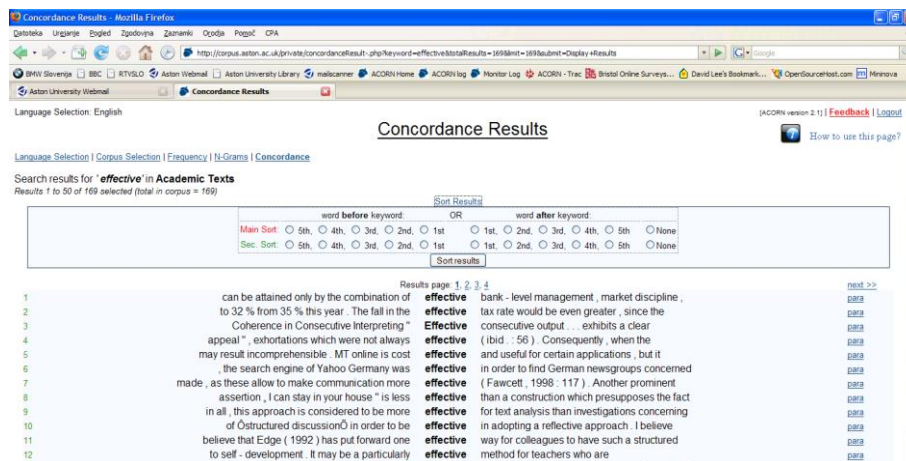 Concordance Results - Mozilla Firefox
Datoteka Urejanje Pogled Zgodovina Zaznamki Orodja Pomoč CPA
http://corpus.aston.ac.uk/private/concordanceResult-.php?keyword=effective&totalResults=169&limit=169&submit=Display+Results
Google
BMW Slovenija BBC RTVSLO Aston Webmail Aston University Library mailscanner ACORN Home ACORN log Monitor Log ACORN - Trac Bristol Online Surveys... David Lee's Bookmark... OpenSourceHost.com Mininova
Aston University Webmail Concordance Results
Language Selection: English
[ACORN version 2.1] | Feedback | Logout
Concordance Results
How to use this page?
Language Selection | Corpus Selection | Frequency | N-Grams | Concordance
Search results for 'effective' in Academic Texts
Results 1 to 50 of 169 selected (total in corpus = 169)
Sort Results
word before keyword: OR word after keyword:
Main Sort: 5th, 4th, 3rd, 2nd, 1st 1st, 2nd, 3rd, 4th, 5th None
Sec. Sort: 5th, 4th, 3rd, 2nd, 1st 1st, 2nd, 3rd, 4th, 5th None
Sort results
Results page: 1, 2, 3, 4 next >>
1 can be attained only by the combination of effective bank - level management , market discipline , para
2 to 32 % from 35 % this year . The fall in the effective tax rate would be even greater , since the para
3 Coherence in Consecutive Interpreting " Effective consecutive output . . . exhibits a clear para
4 appeal " , exhortations which were not always effective ( ibid . : 56 ) . Consequently , when the para
5 may result incomprehensible . MT online is cost effective and useful for certain applications , but it para
6 , the search engine of Yahoo Germany was effective in order to find German newsgroups concerned para
7 made , as these allow to make communication more effective ( Fawcett , 1998 : 117 ) . Another prominent para
8 assertion , I can stay in your house " is less effective than a construction which presupposes the fact para
9 in all , this approach is considered to be more effective for text analysis than investigations concerning para
10 of Ôstructured discussionÕ in order to be effective in adopting a reflective approach . I believe para
11 believe that Edge ( 1992 ) has put forward one effective way for colleagues to have such a structured para
12 to self - development . It may be a particularly effective method for teachers who are para